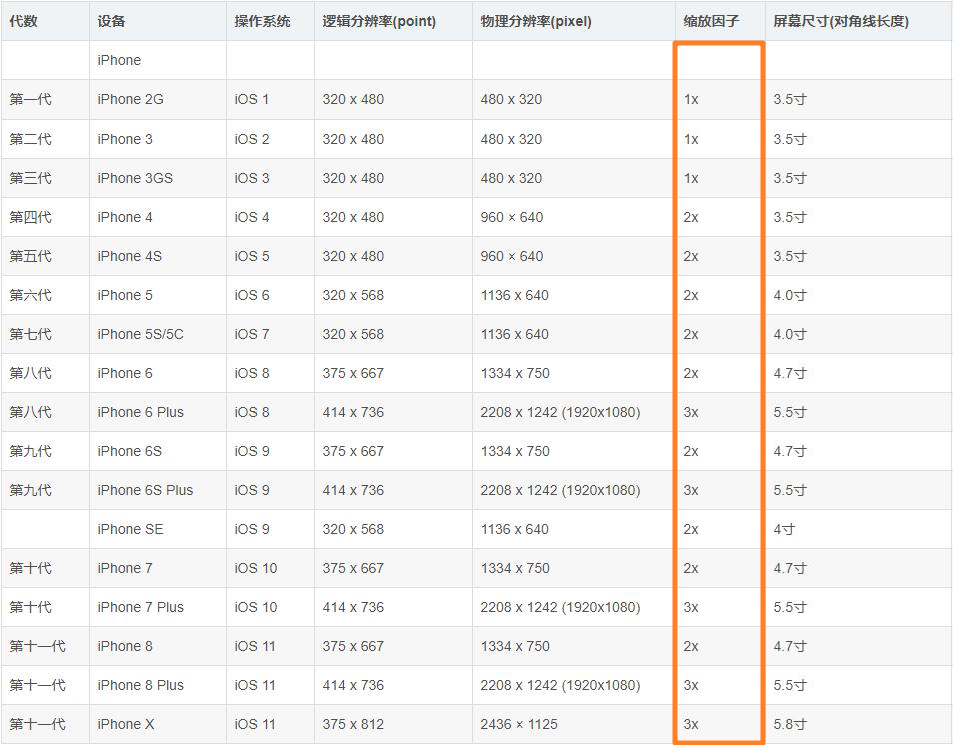 代数 设备 操作系统 逻辑分辨率(point) 物理分辨率(pixel) 缩放因子 屏幕尺寸(对角线长度)
iPhone
第一代 iPhone 2G iOS 1 320 x 480 480 x 320 1x 3.5寸
第二代 iPhone 3 iOS 2 320 x 480 480 x 320 1x 3.5寸
第三代 iPhone 3GS iOS 3 320 x 480 480 x 320 1x 3.5寸
第四代 iPhone 4 iOS 4 320 x 480 960 × 640 2x 3.5寸
第五代 iPhone 4S iOS 5 320 x 480 960 × 640 2x 3.5寸
第六代 iPhone 5 iOS 6 320 x 568 1136 x 640 2x 4.0寸
第七代 iPhone 5S/5C iOS 7 320 x 568 1136 x 640 2x 4.0寸
第八代 iPhone 6 iOS 8 375 x 667 1334 x 750 2x 4.7寸
第八代 iPhone 6 Plus iOS 8 414 x 736 2208 x 1242 (1920x1080) 3x 5.5寸
第九代 iPhone 6S iOS 9 375 x 667 1334 x 750 2x 4.7寸
第九代 iPhone 6S Plus iOS 9 414 x 736 2208 x 1242 (1920x1080) 3x 5.5寸
iPhone SE iOS 9 320 x 568 1136 x 640 2x 4寸
第十代 iPhone 7 iOS 10 375 x 667 1334 x 750 2x 4.7寸
第十代 iPhone 7 Plus iOS 10 414 x 736 2208 x 1242 (1920x1080) 3x 5.5寸
第十一代 iPhone 8 iOS 11 375 x 667 1334 x 750 2x 4.7寸
第十一代 iPhone 8 Plus iOS 11 414 x 736 2208 x 1242 (1920x1080) 3x 5.5寸
第十一代 iPhone X iOS 11 375 x 812 2436 × 1125 3x 5.8寸